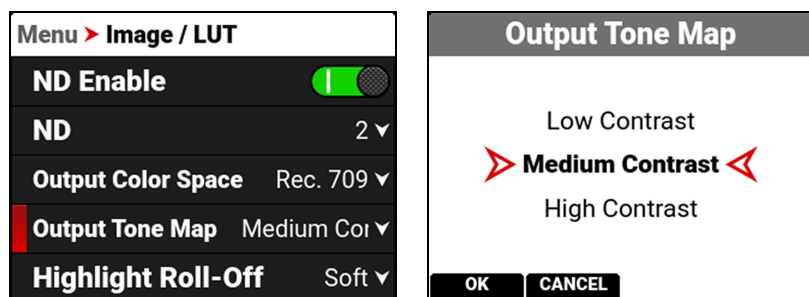 Menu > Image / LUT
ND Enable
ND 2
Output Color Space Rec. 709
Output Tone Map Medium Cor
Highlight Roll-Off Soft
Output Tone Map
Low Contrast
Medium Contrast
High Contrast
OK CANCEL